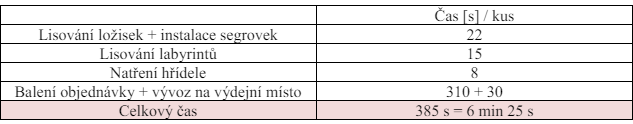 Čas [s] / kus
Lisování ložisek + instalace segrovek 22
Lisování labyrintů 15
Natření hřídele 8
Balení objednávky + vývoz na výdejní místo 310 + 30
Celkový čas 385 s = 6 min 25 s